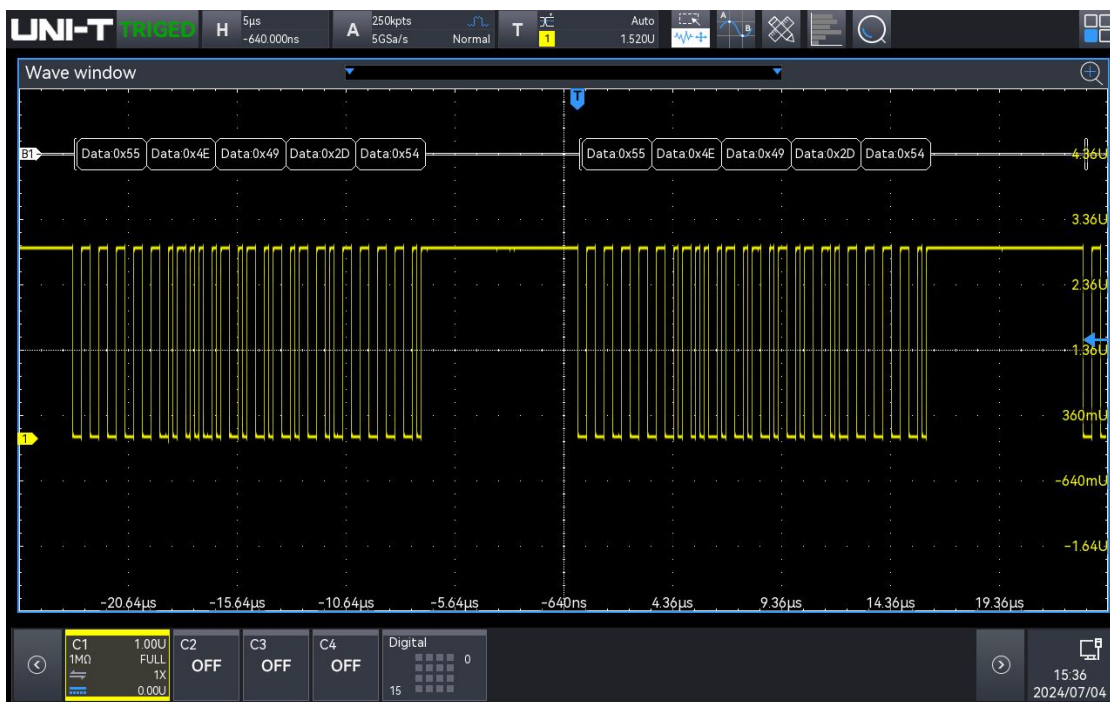 UNI-T TRIGED H 5μs -640.000ns A 250kpts 5GSa/s Normal T 1 Auto 1.520U A B
Wave window
T
B1 Data:0x55 Data:0x4E Data:0x49 Data:0x2D Data:0x54 Data:0x55 Data:0x4E Data:0x49 Data:0x2D Data:0x54 4.36U
3.36U
2.36U
1.36U
360mU
1
-640mU
-1.64U
-20.64μs -15.64μs -10.64μs -5.64μs -640ns 4.36μs 9.36μs 14.36μs 19.36μs
C1 1.00U C2 C3 C4 Digital
1MΩ FULL OFF OFF OFF 0
1X
0.00U 15
15:36
2024/07/04